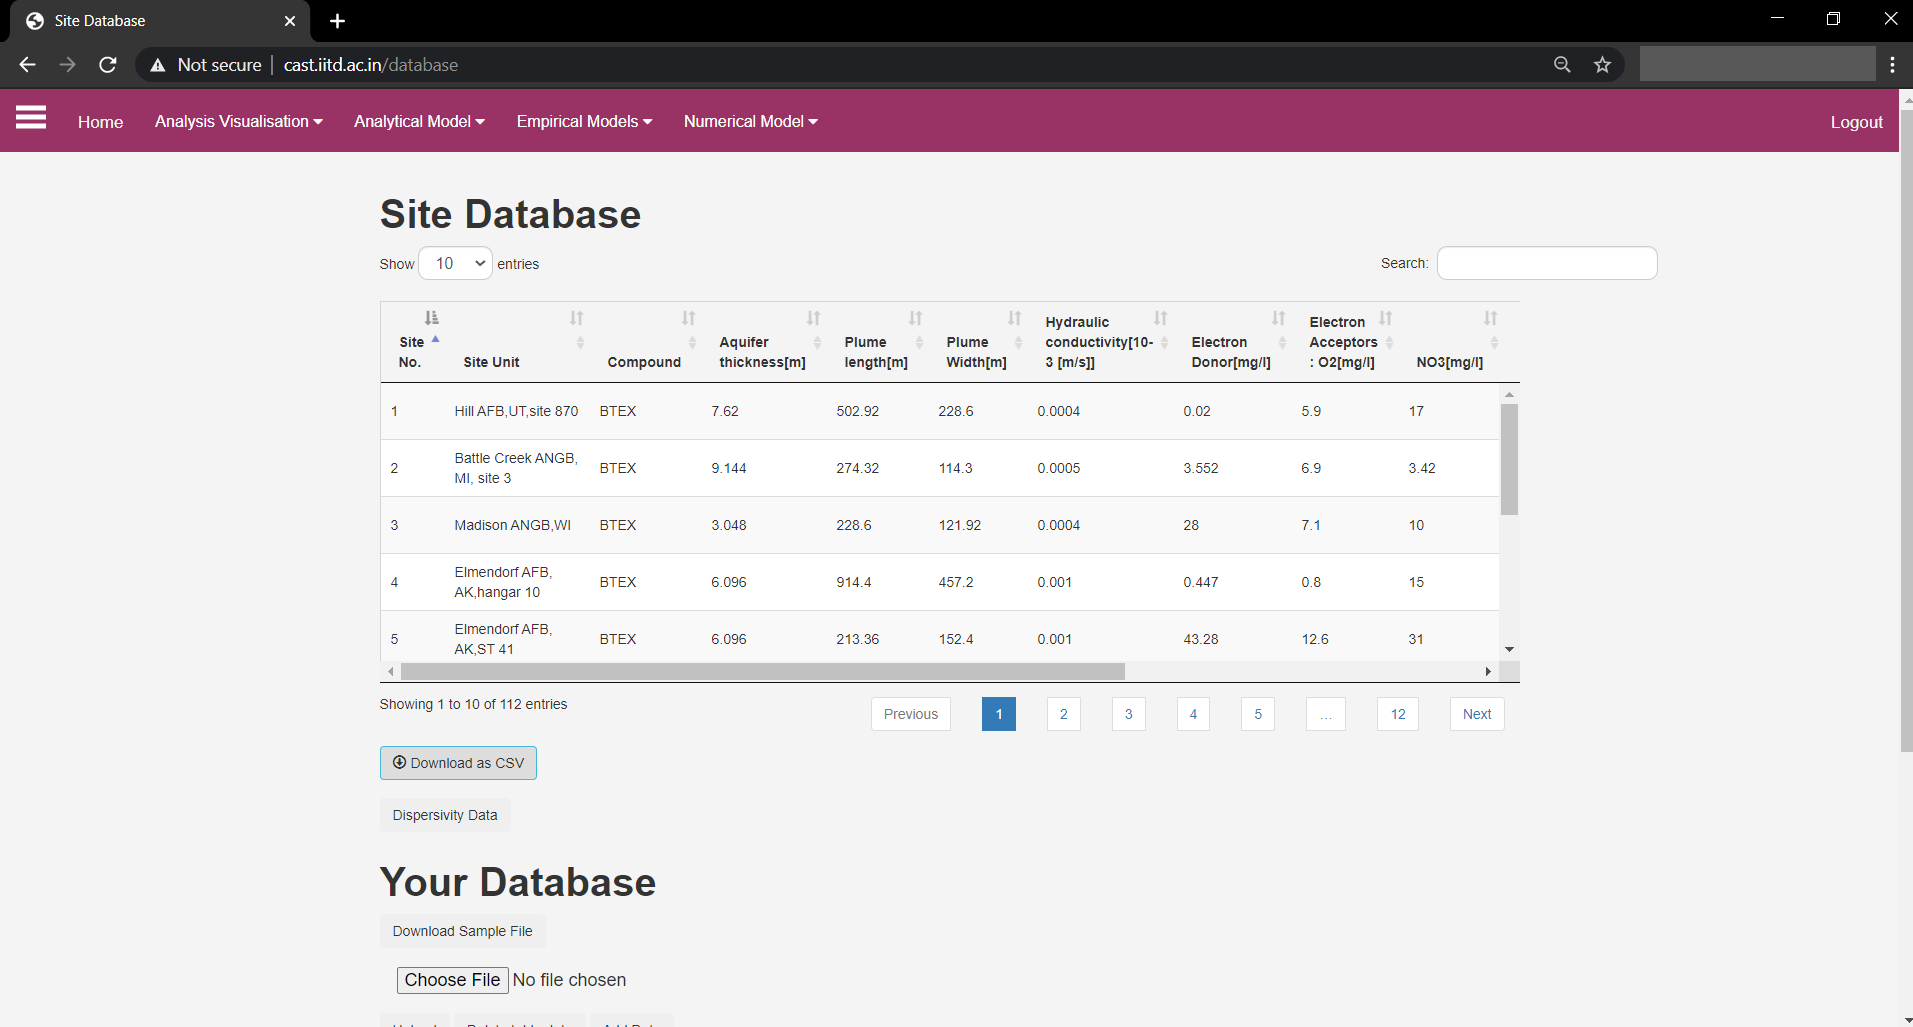 Site Database
Not secure | cast.iitd.ac.in/database
Home Analysis Visualisation Analytical Model Empirical Models Numerical Model Logout
Site Database
Show 10 entries Search:
Site No. Site Unit Compound Aquifer thickness[m] Plume length[m] Plume Width[m] Hydraulic conductivity[10-3 [m/s]] Electron Donor[mg/l] Electron Acceptors : O2[mg/l] NO3[mg/l]
1 Hill AFB,UT,site 870 BTEX 7.62 502.92 228.6 0.0004 0.02 5.9 17
2 Battle Creek ANGB, MI, site 3 BTEX 9.144 274.32 114.3 0.0005 3.552 6.9 3.42
3 Madison ANGB,WI BTEX 3.048 228.6 121.92 0.0004 28 7.1 10
4 Elmendorf AFB, AK,hangar 10 BTEX 6.096 914.4 457.2 0.001 0.447 0.8 15
5 Elmendorf AFB, AK,ST 41 BTEX 6.096 213.36 152.4 0.001 43.28 12.6 31
Showing 1 to 10 of 112 entries Previous 1 2 3 4 5 … 12 Next
Download as CSV
Dispersivity Data
Your Database
Download Sample File
Choose File No file chosen